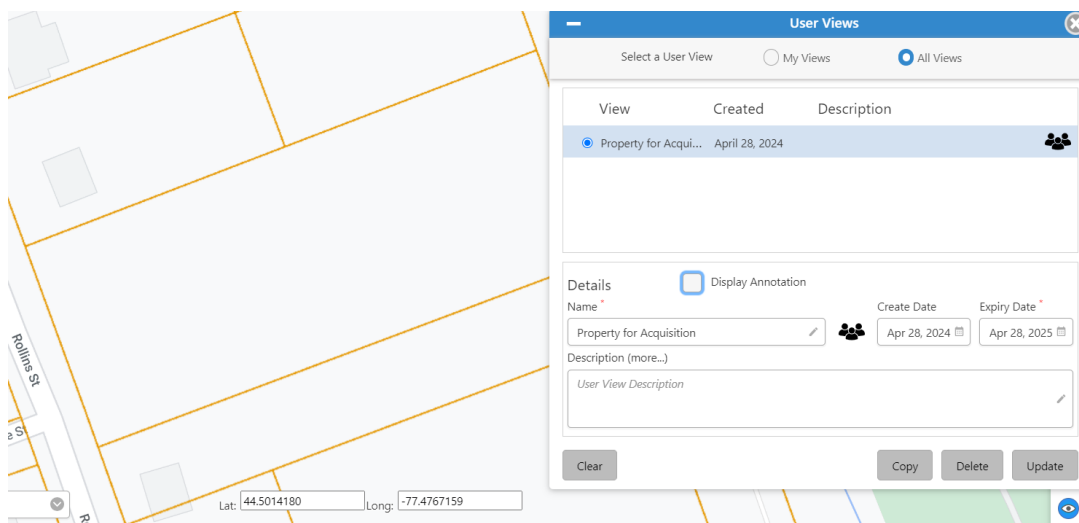 User Views
Select a User View My Views All Views
View Created Description
Property for Acqui... April 28, 2024
Details Display Annotation
Name * Create Date Expiry Date *
Property for Acquisition Apr 28, 2024 Apr 28, 2025
Description (more...)
User View Description
Clear Copy Delete Update
Rollins St
Lat: 44.5014180 Long: -77.4767159